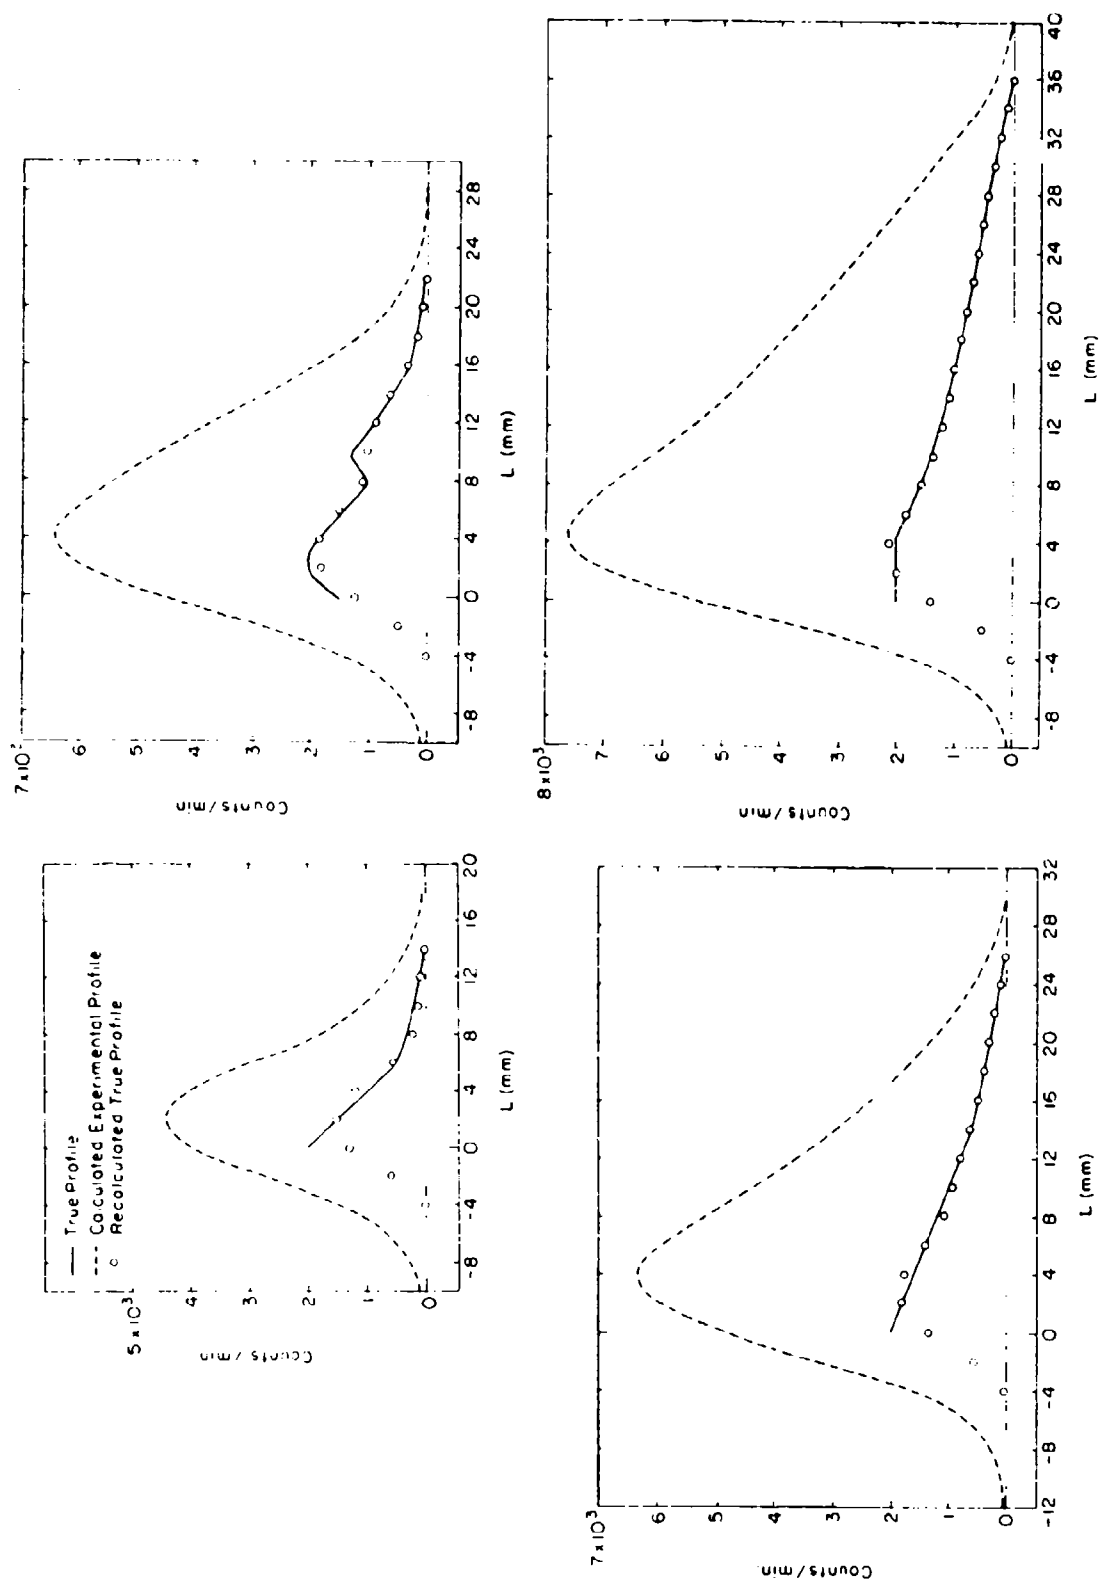 5 x 10³
4
3
2
1
0
Counts/min
True Profile
Calculated Experimental Profile
Recalculated True Profile
-8 -4 0 4 8 12 16 20
L (mm)
7 x 10²
6
5
4
3
2
1
0
Counts/min
-8 -4 0 4 8 12 16 20 24 28
L (mm)
7 x 10³
6
5
4
3
2
1
0
Counts/min
-12 -8 -4 0 4 8 12 16 20 24 28 32
L (mm)
8 x 10³
7
6
5
4
3
2
1
0
Counts/min
-8 -4 0 4 8 12 16 20 24 28 32 36 40
L (mm)